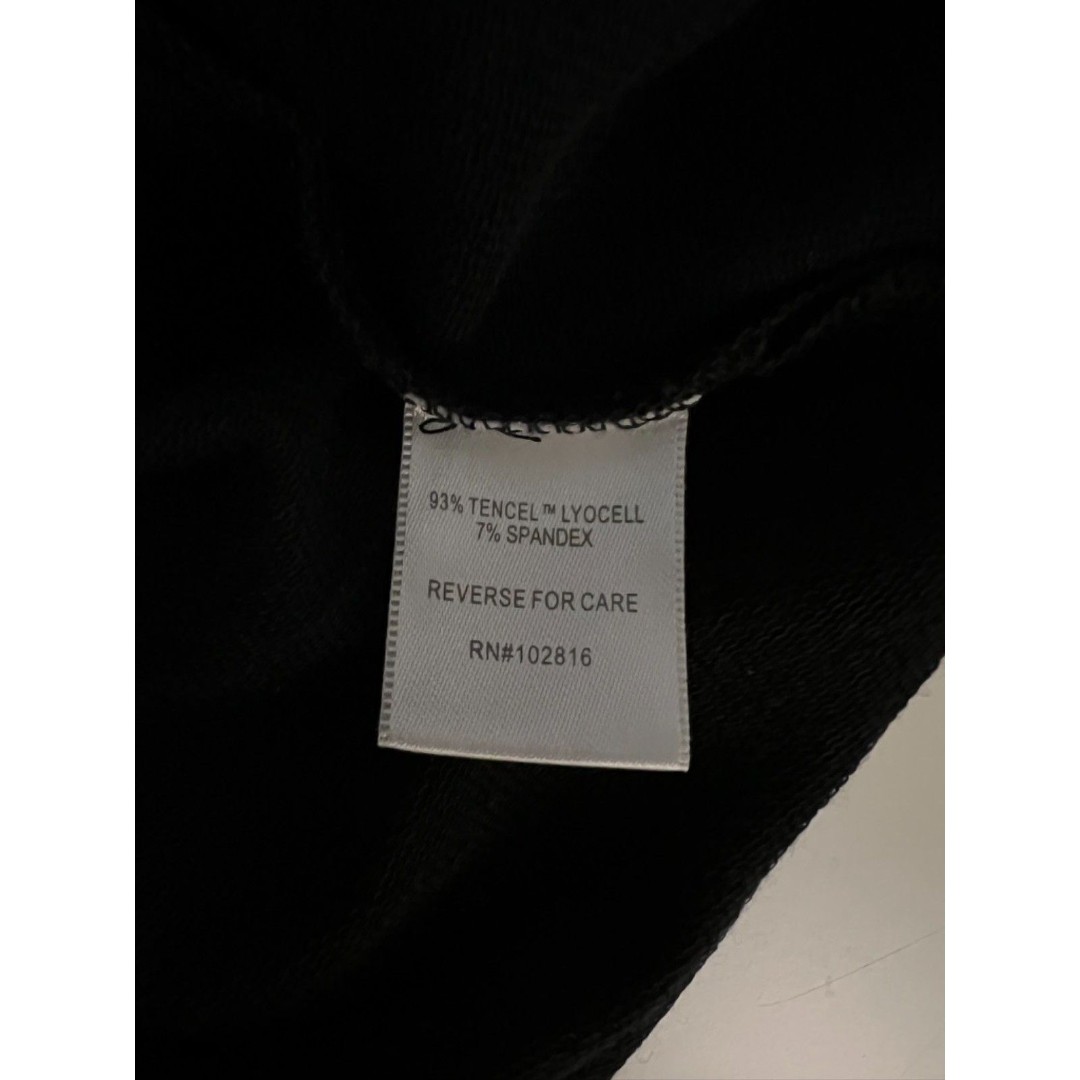 93% TENCEL™ LYOCELL
7% SPANDEX
REVERSE FOR CARE
RN#102816